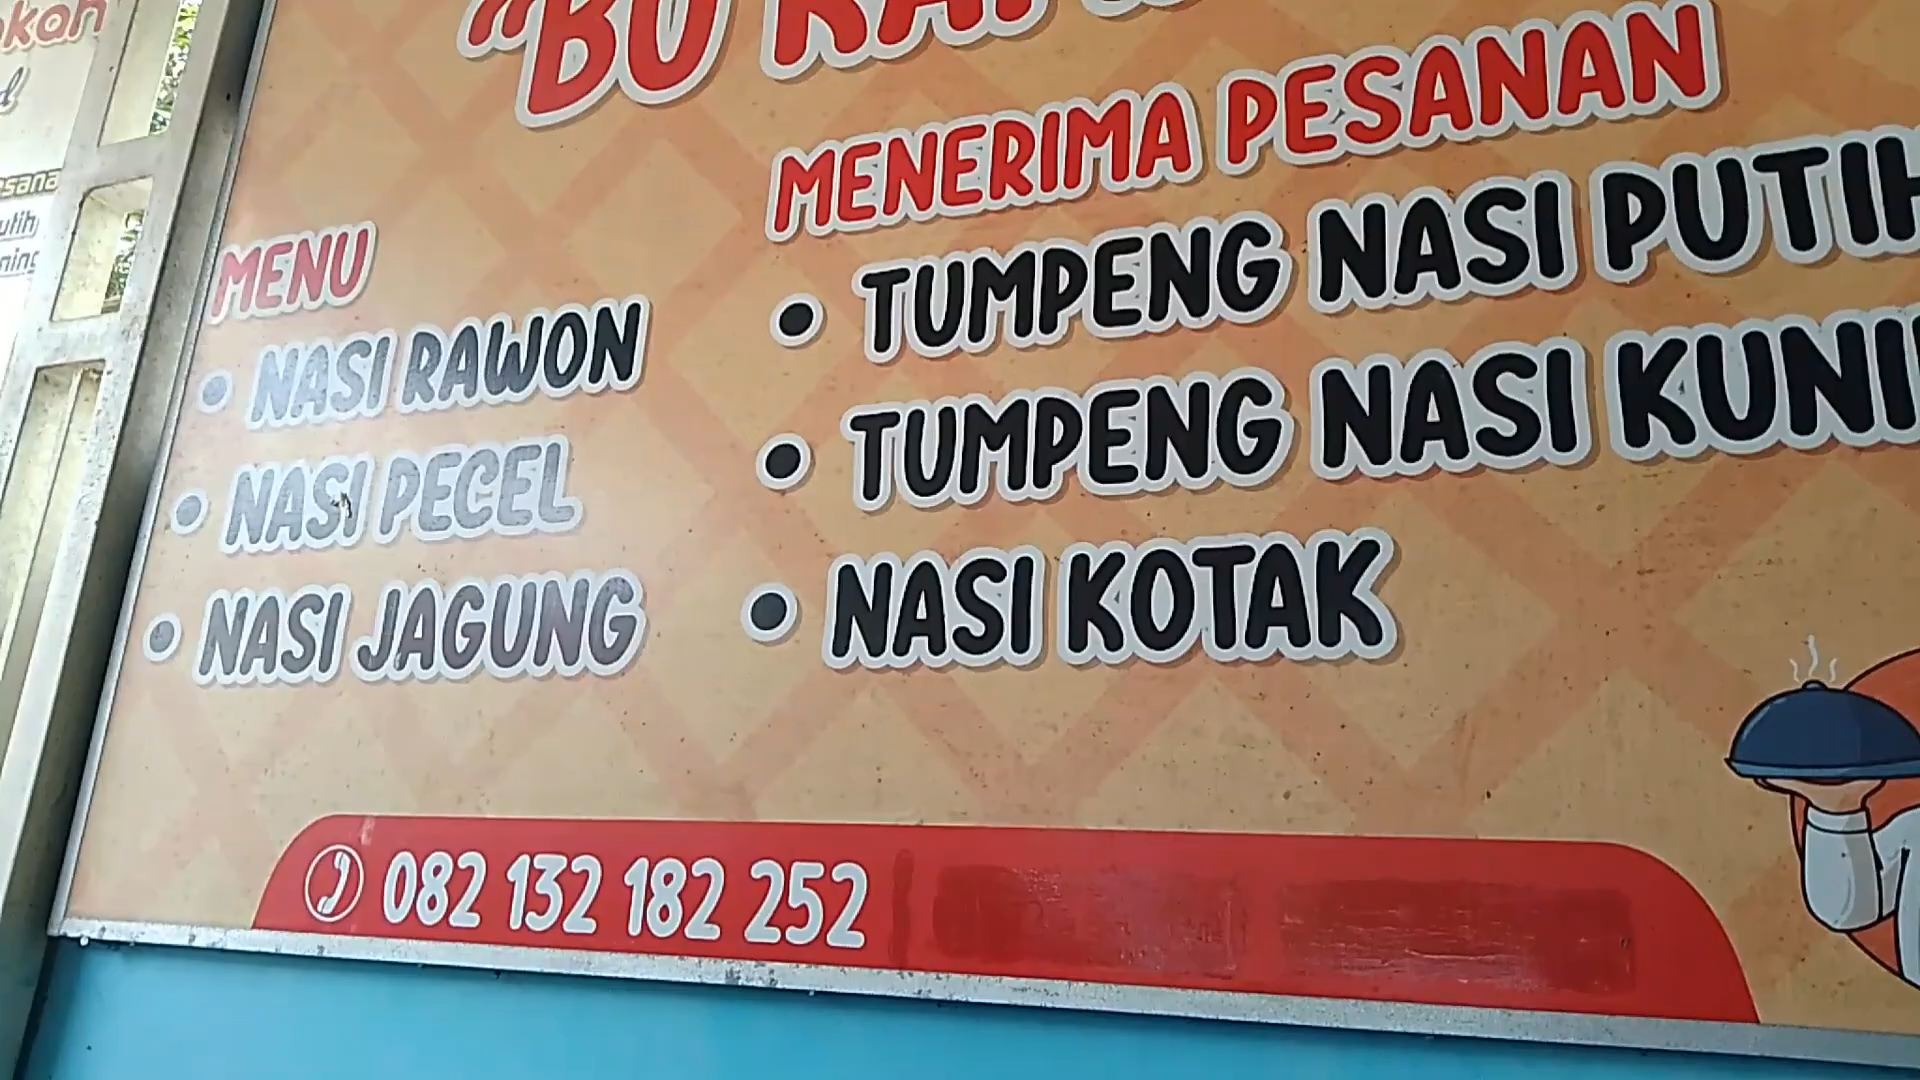 "BU
MENERIMA PESANAN
MENU
• NASI RAWON
• NASI PECEL
• NASI JAGUNG
• TUMPENG NASI PUTIH
• TUMPENG NASI KUNI
• NASI KOTAK
082 132 182 252